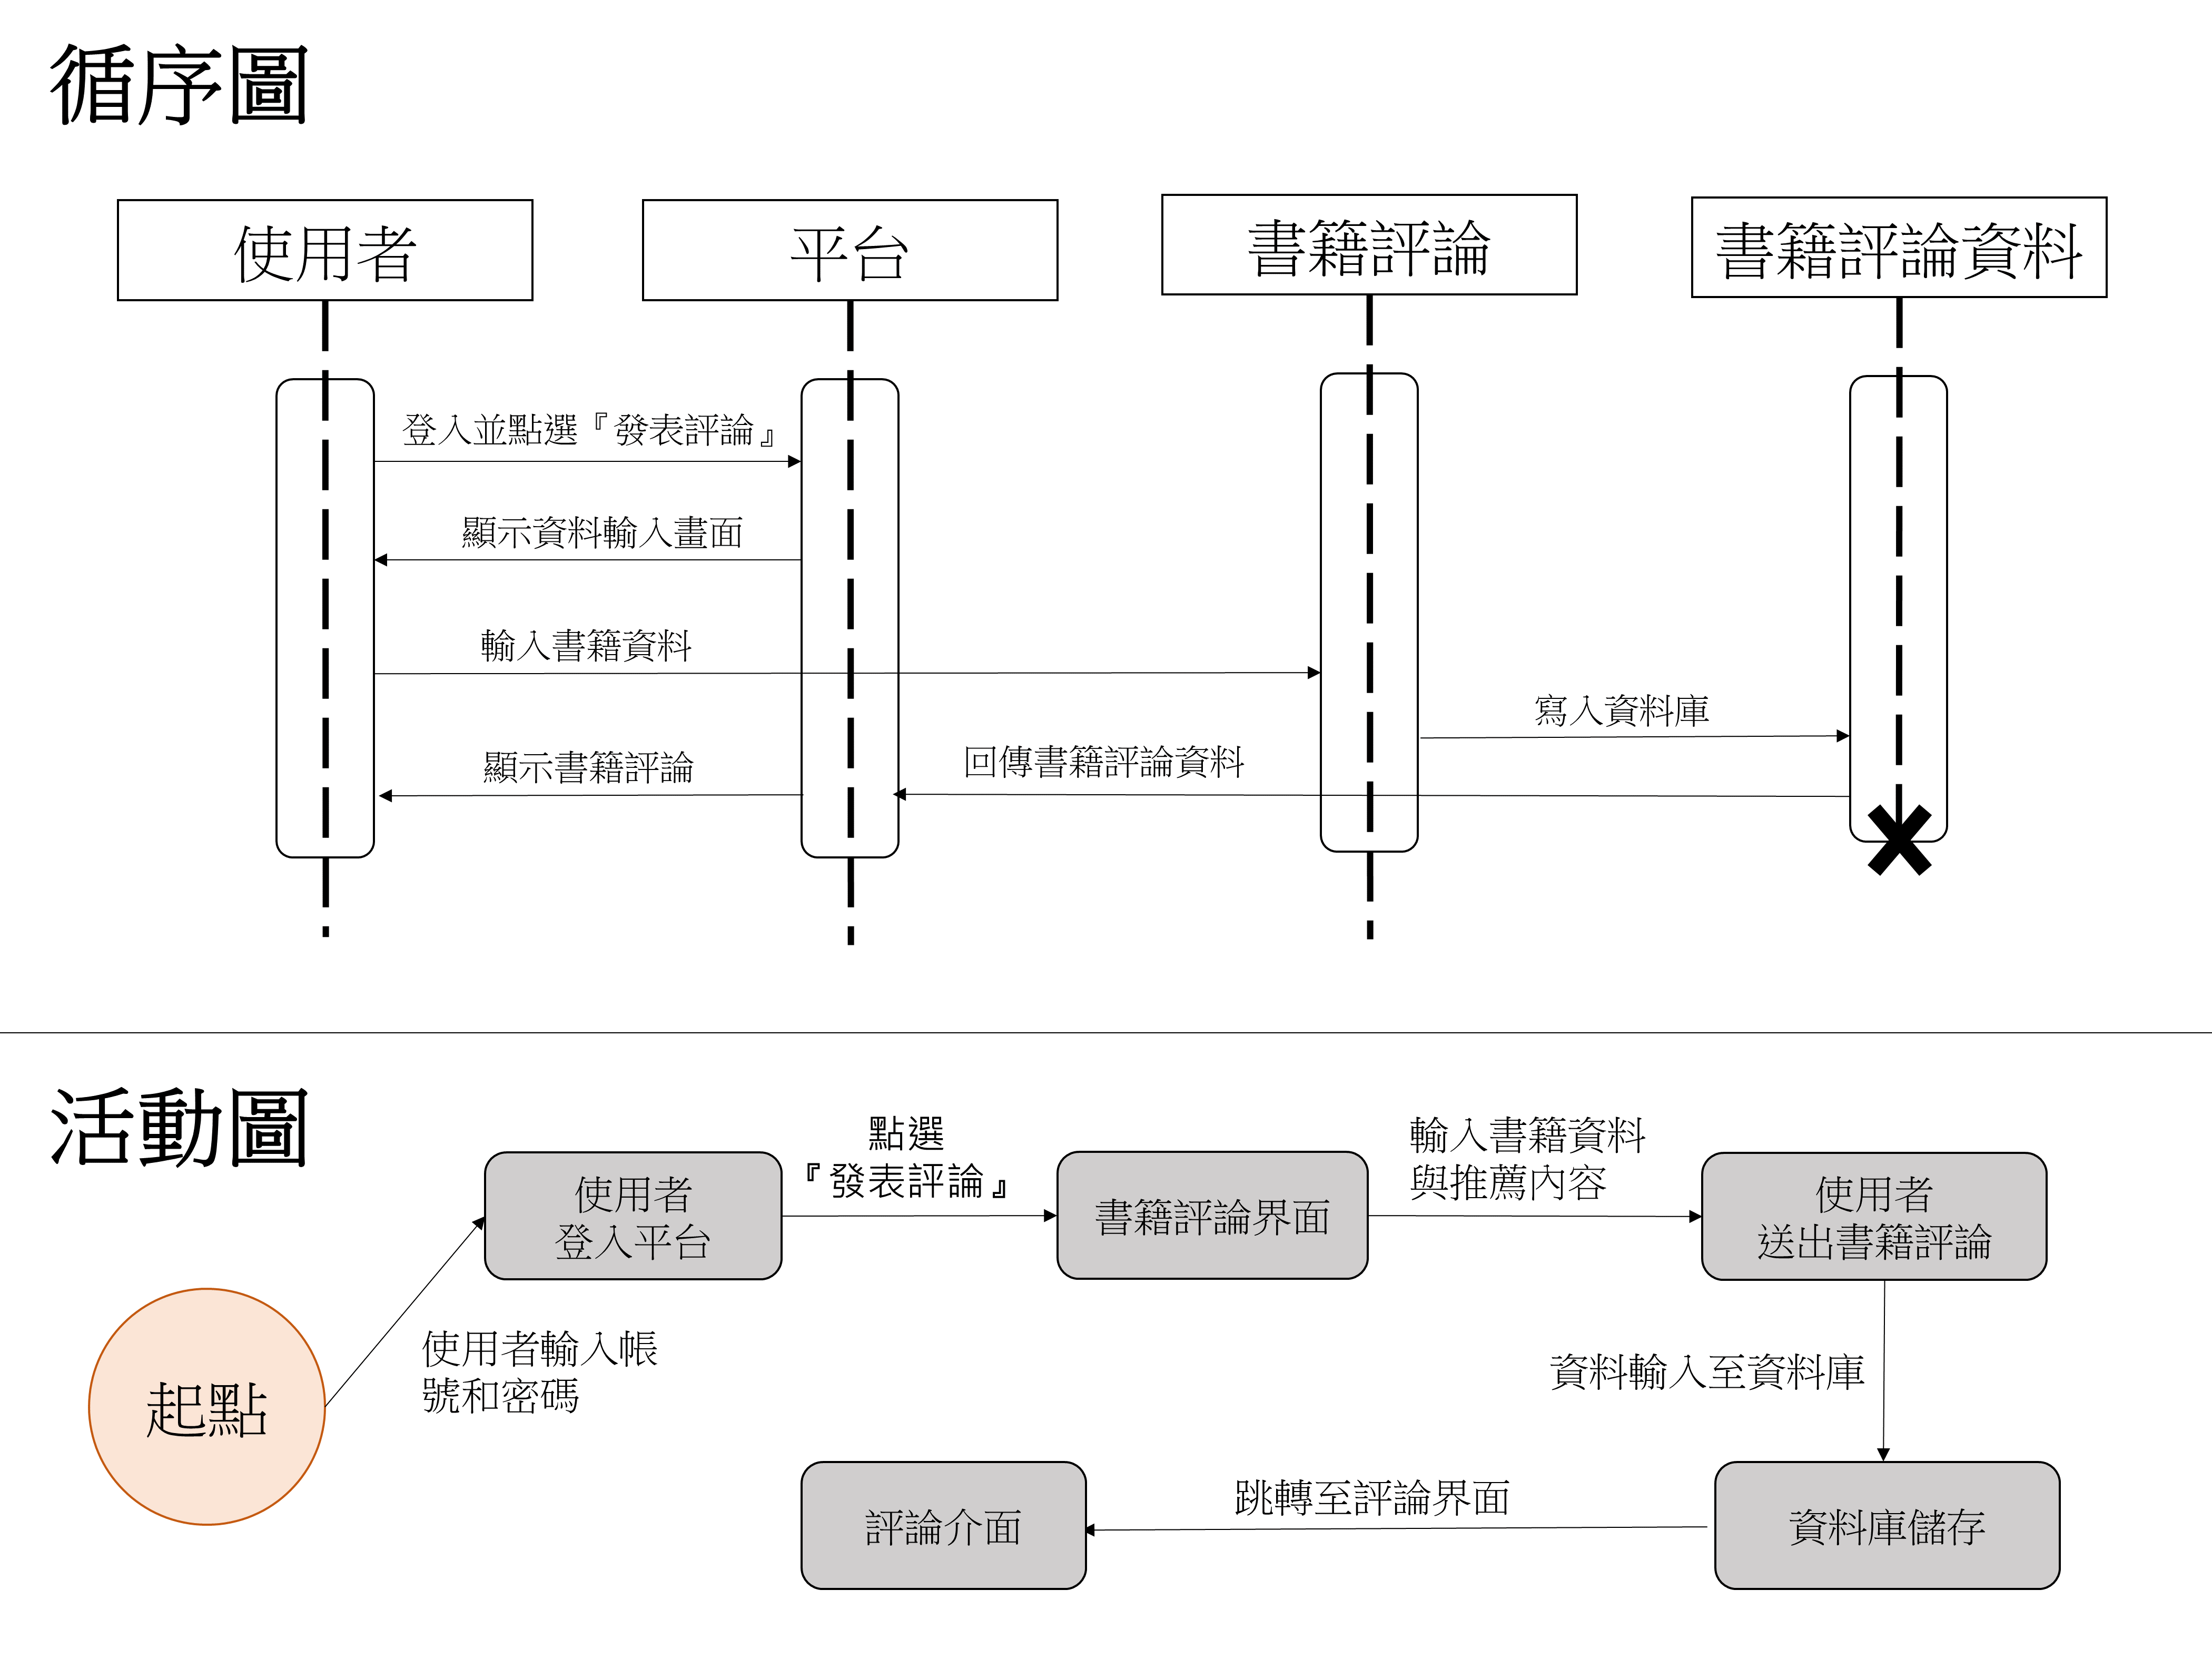 循序圖
使用者
平台
書籍評論
書籍評論資料
登入並點選『發表評論』
顯示資料輸入畫面
輸入書籍資料
寫入資料庫
回傳書籍評論資料
顯示書籍評論
活動圖
起點
使用者輸入帳
號和密碼
使用者
登入平台
點選
『發表評論』
書籍評論界面
輸入書籍資料
與推薦內容
使用者
送出書籍評論
資料輸入至資料庫
資料庫儲存
跳轉至評論界面
評論介面